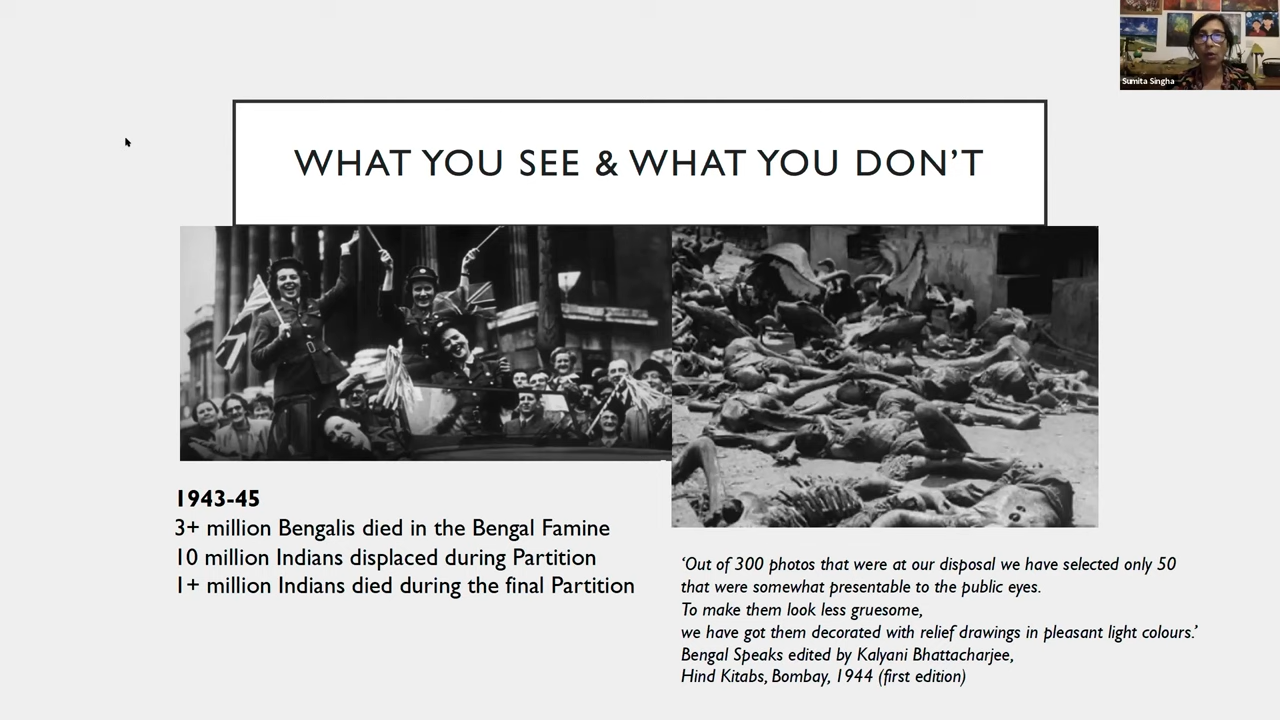 Sumita Singha
WHAT YOU SEE & WHAT YOU DON'T
1943-45
3+ million Bengalis died in the Bengal Famine
10 million Indians displaced during Partition
1+ million Indians died during the final Partition
‘Out of 300 photos that were at our disposal we have selected only 50
that were somewhat presentable to the public eyes.
To make them look less gruesome,
we have got them decorated with relief drawings in pleasant light colours.’
Bengal Speaks edited by Kalyani Bhattacharjee,
Hind Kitabs, Bombay, 1944 (first edition)